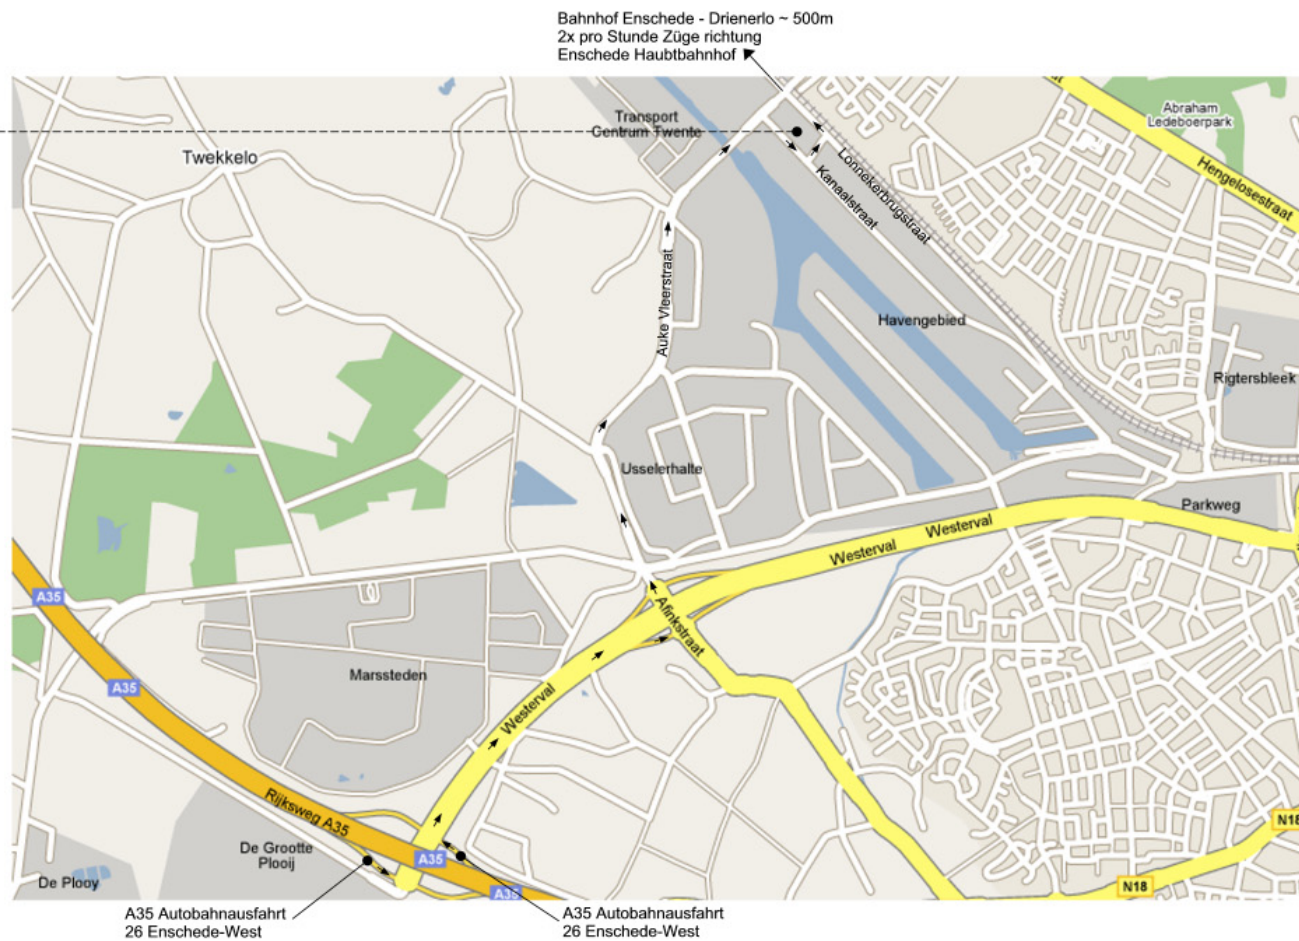 Bahnhof Enschede - Drienerlo ~ 500m
2x pro Stunde Züge richtung
Enschede Haubtbahnhof
Transport
Centrum Twente
Abraham
Ledeboerpark
Twekkelo
Hengelosestraat
Lonnekerbrugstraat
Kanaalstraat
Auke Vleerstraat
Havengebied
Rigtersbleek
Usselerhalte
Parkweg
Westerval
Westerval
A35
Afinkstraat
Marssteden
A35
Westerval
Rijksweg A35
N18
De Grootte
Plooij
A35
De Plooy
A35
N18
A35 Autobahnausfahrt
26 Enschede-West
A35 Autobahnausfahrt
26 Enschede-West